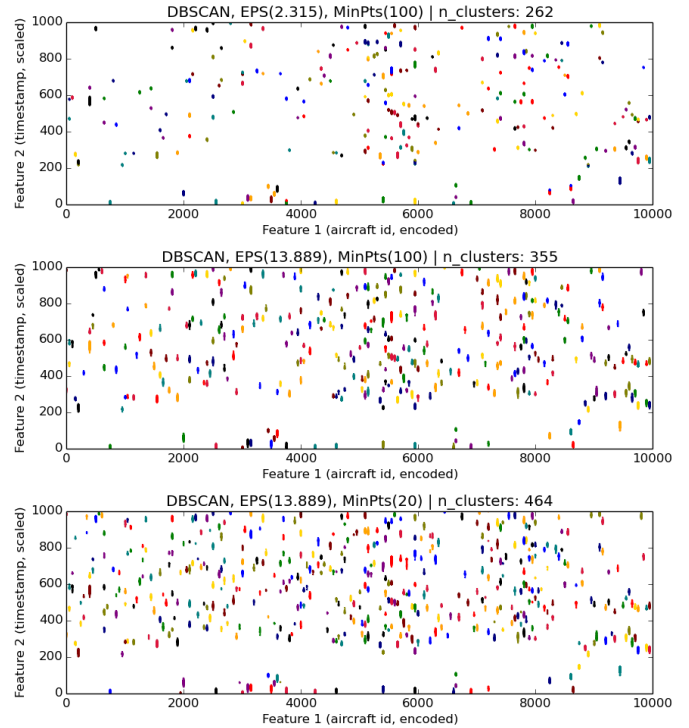 DBSCAN, EPS(2.315), MinPts(100) | n_clusters: 262
1000
800
600
400
200
0
Feature 2 (timestamp, scaled)
0 2000 4000 6000 8000 10000
Feature 1 (aircraft id, encoded)
DBSCAN, EPS(13.889), MinPts(100) | n_clusters: 355
1000
800
600
400
200
0
Feature 2 (timestamp, scaled)
0 2000 4000 6000 8000 10000
Feature 1 (aircraft id, encoded)
DBSCAN, EPS(13.889), MinPts(20) | n_clusters: 464
1000
800
600
400
200
0
Feature 2 (timestamp, scaled)
0 2000 4000 6000 8000 10000
Feature 1 (aircraft id, encoded)